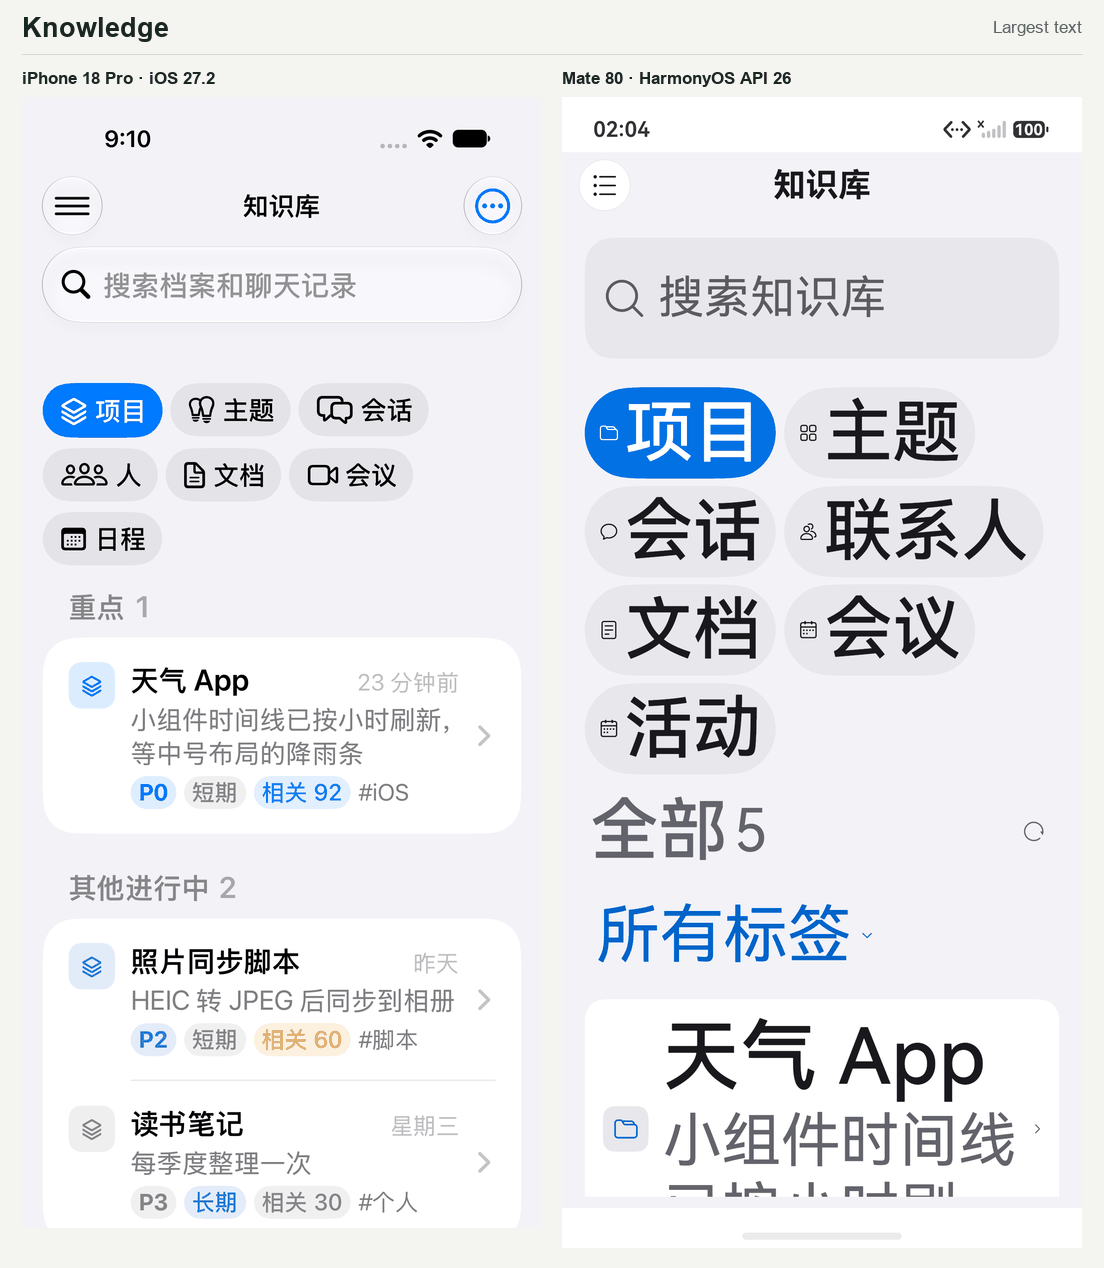 Knowledge
Largest text
iPhone 18 Pro · iOS 27.2
9:10
知识库
搜索档案和聊天记录
项目 主题 会话
人 文档 会议
日程
重点 1
天气 App 23 分钟前
小组件时间线已按小时刷新,
等中号布局的降雨条
P0 短期 相关 92 #iOS
其他进行中 2
照片同步脚本 昨天
HEIC 转 JPEG 后同步到相册
P2 短期 相关 60 #脚本
读书笔记 星期三
每季度整理一次
P3 长期 相关 30 #个人
Mate 80 · HarmonyOS API 26
02:04 100
知识库
搜索知识库
项目 主题
会话 联系人
文档 会议
活动
全部 5
所有标签
天气 App
小组件时间线